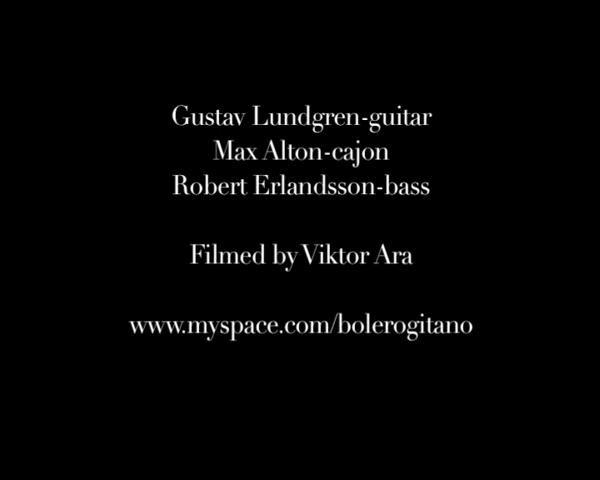 Gustav Lundgren-guitar
Max Alton-cajon
Robert Erlandsson-bass
Filmed by Viktor Ara
www.myspace.com/bolerogitano